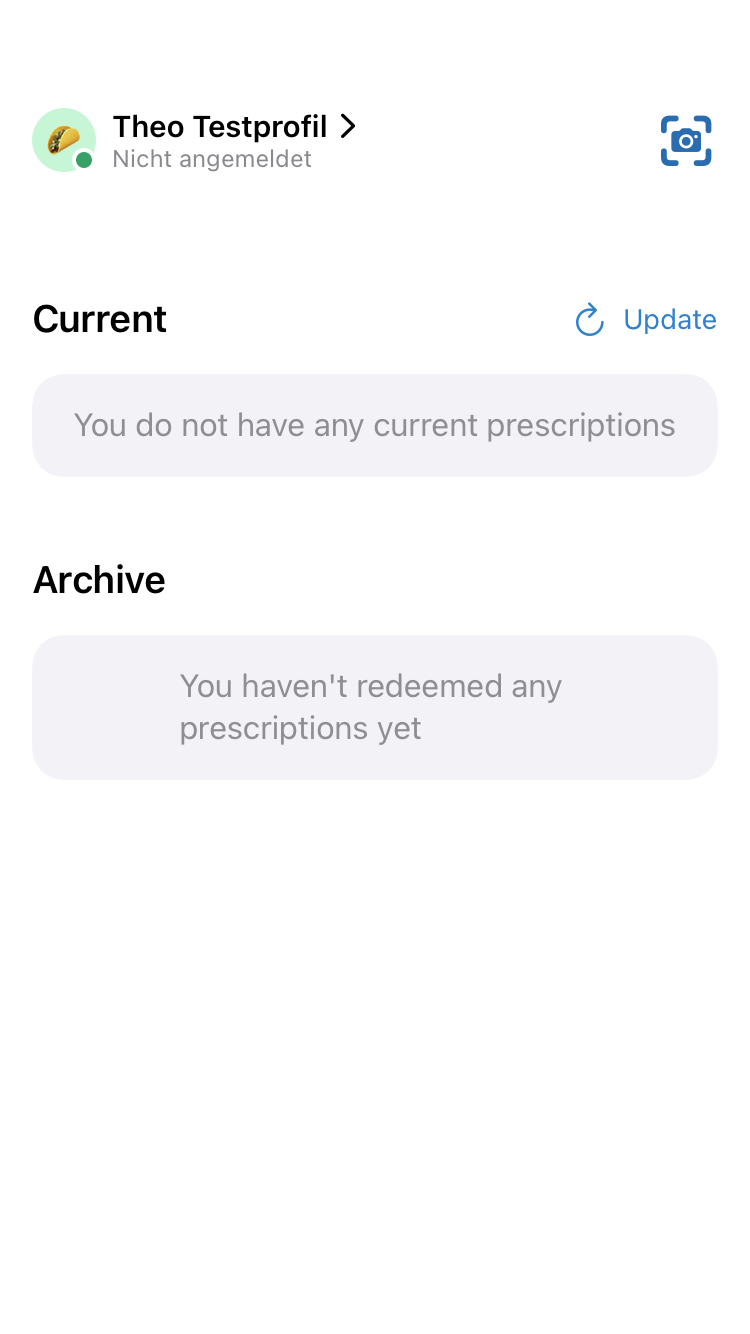 Theo Testprofil
Nicht angemeldet
Current
Update
You do not have any current prescriptions
Archive
You haven't redeemed any
prescriptions yet